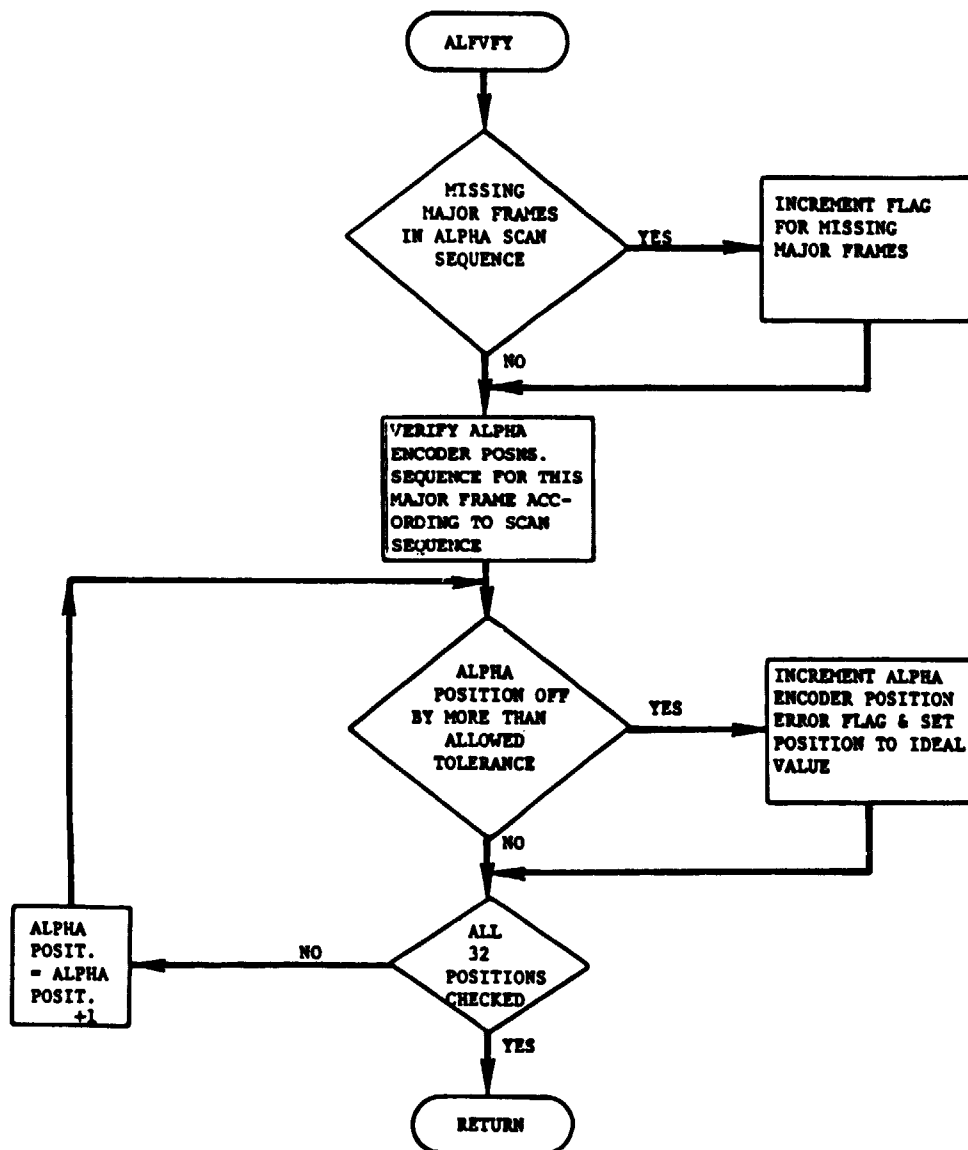 ALFVFY
MISSING
MAJOR FRAMES
IN ALPHA SCAN
SEQUENCE
YES
INCREMENT FLAG
FOR MISSING
MAJOR FRAMES
NO
VERIFY ALPHA
ENCODER POSNS.
SEQUENCE FOR THIS
MAJOR FRAME ACC-
ORDING TO SCAN
SEQUENCE
ALPHA
POSITION OFF
BY MORE THAN
ALLOWED
TOLERANCE
YES
INCREMENT ALPHA
ENCODER POSITION
ERROR FLAG & SET
POSITION TO IDEAL
VALUE
NO
ALL
32
POSITIONS
CHECKED
NO
ALPHA
POSIT.
= ALPHA
POSIT.
+1
YES
RETURN